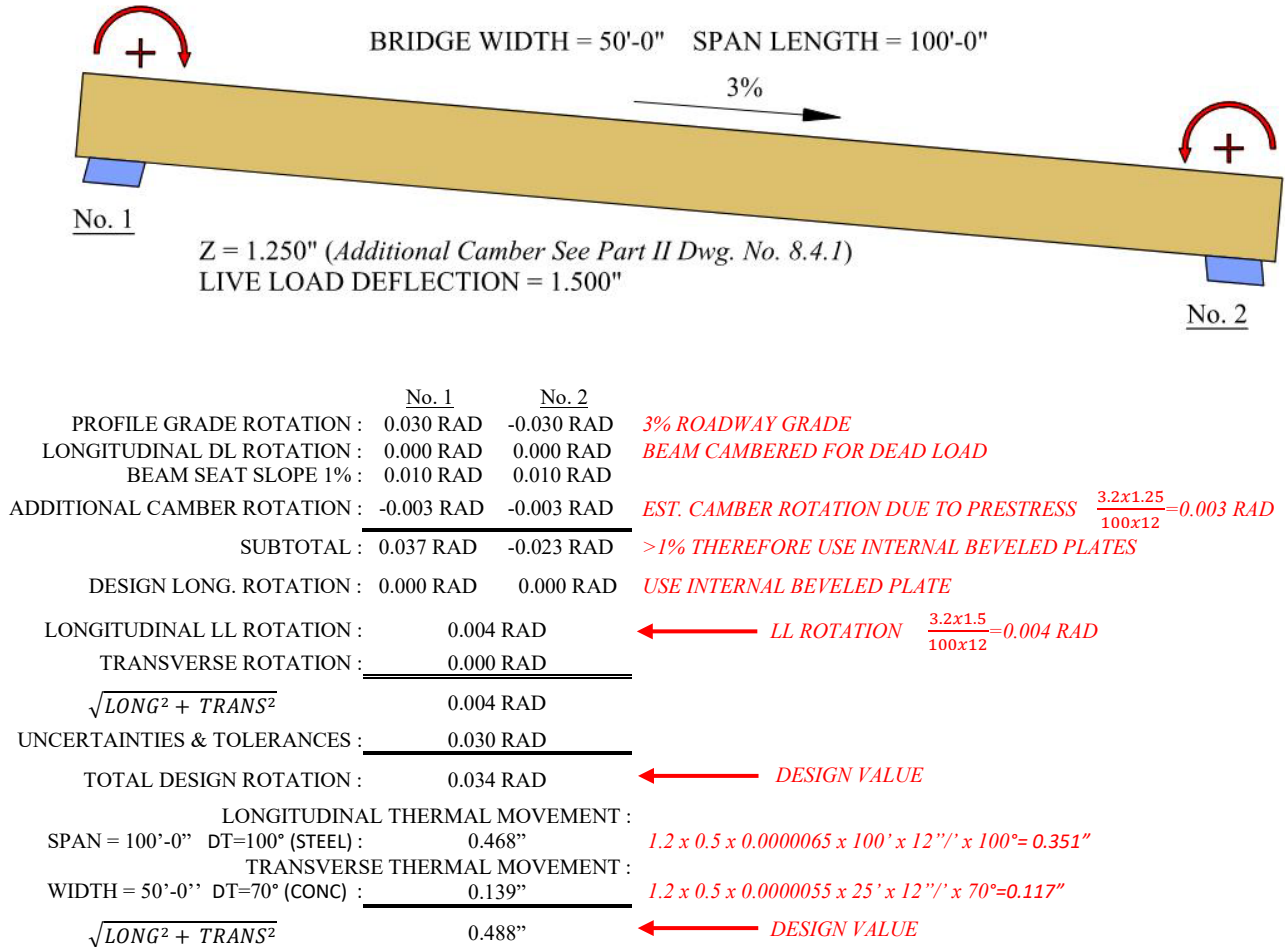 BRIDGE WIDTH = 50'-0" SPAN LENGTH = 100'-0"
3%
No. 1
Z = 1.250" (Additional Camber See Part II Dwg. No. 8.4.1)
LIVE LOAD DEFLECTION = 1.500"
No. 2
No. 1 No. 2
PROFILE GRADE ROTATION : 0.030 RAD -0.030 RAD 3% ROADWAY GRADE
LONGITUDINAL DL ROTATION : 0.000 RAD 0.000 RAD BEAM CAMBERED FOR DEAD LOAD
BEAM SEAT SLOPE 1% : 0.010 RAD 0.010 RAD
ADDITIONAL CAMBER ROTATION : -0.003 RAD -0.003 RAD EST. CAMBER ROTATION DUE TO PRESTRESS 3.2x1.25/100x12=0.003 RAD
SUBTOTAL : 0.037 RAD -0.023 RAD >1% THEREFORE USE INTERNAL BEVELED PLATES
DESIGN LONG. ROTATION : 0.000 RAD 0.000 RAD USE INTERNAL BEVELED PLATE
LONGITUDINAL LL ROTATION : 0.004 RAD LL ROTATION 3.2x1.5/100x12=0.004 RAD
TRANSVERSE ROTATION : 0.000 RAD
√LONG² + TRANS² 0.004 RAD
UNCERTAINTIES & TOLERANCES : 0.030 RAD
TOTAL DESIGN ROTATION : 0.034 RAD DESIGN VALUE
LONGITUDINAL THERMAL MOVEMENT :
SPAN = 100'-0” DT=100° (STEEL) : 0.468” 1.2 x 0.5 x 0.0000065 x 100' x 12”/' x 100°= 0.351”
TRANSVERSE THERMAL MOVEMENT :
WIDTH = 50'-0'' DT=70° (CONC) : 0.139” 1.2 x 0.5 x 0.0000055 x 25' x 12”/' x 70°=0.117”
√LONG² + TRANS² 0.488” DESIGN VALUE